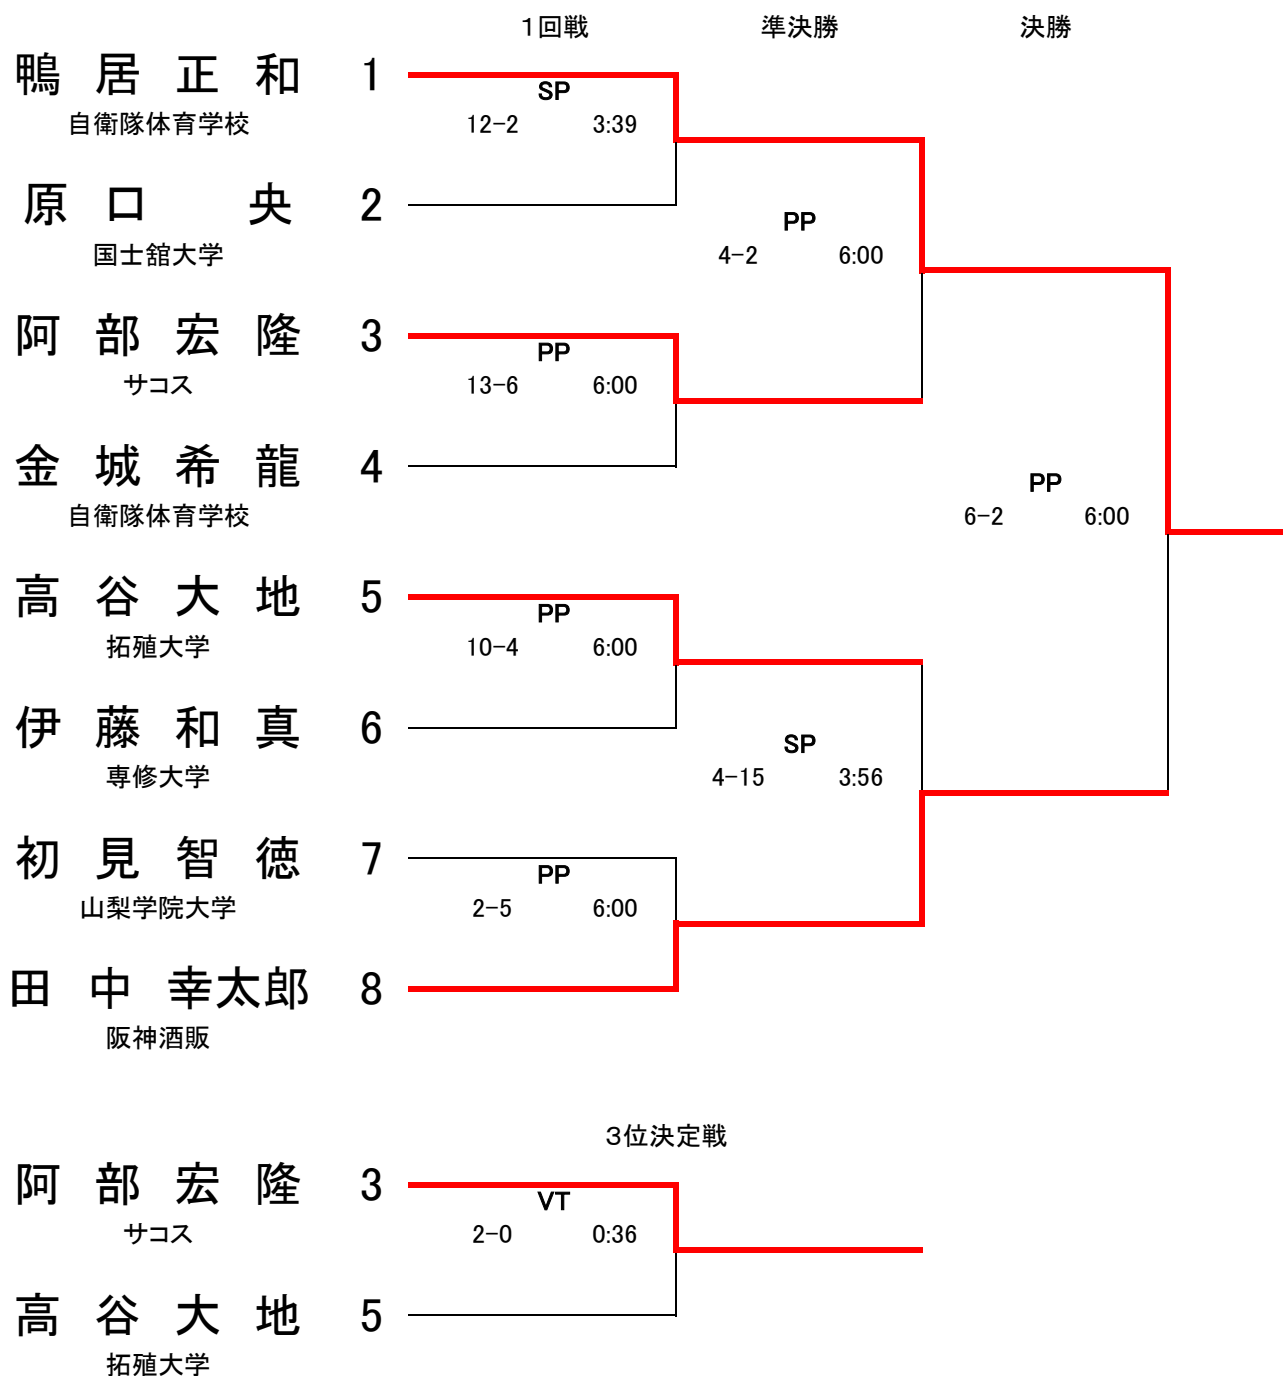 １回戦 準決勝 決勝
鴨 居 正 和 1
SP
自衛隊体育学校 12-2 3:39
原 口 央 2
PP
国士舘大学 4-2 6:00
阿 部 宏 隆 3
PP
サコス 13-6 6:00
金 城 希 龍 4
PP
自衛隊体育学校 6-2 6:00
高 谷 大 地 5
PP
拓殖大学 10-4 6:00
伊 藤 和 真 6
SP
専修大学 4-15 3:56
初 見 智 徳 7
PP
山梨学院大学 2-5 6:00
田 中 幸太郎 8
阪神酒販
３位決定戦
阿 部 宏 隆 3
VT
サコス 2-0 0:36
高 谷 大 地 5
拓殖大学